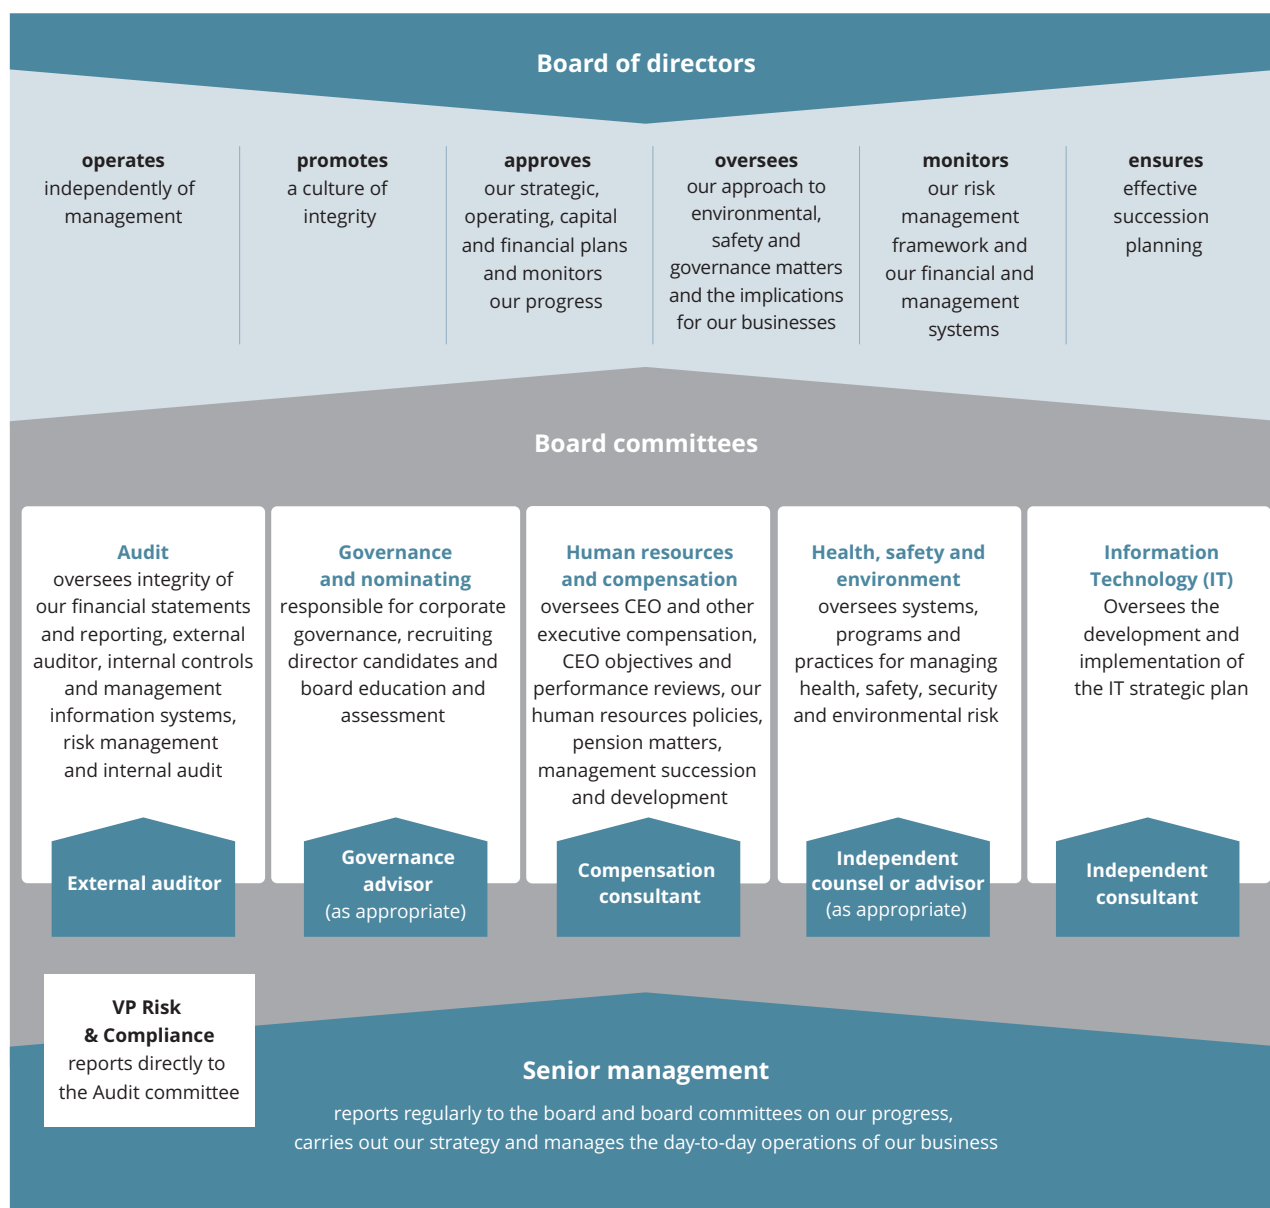 Board of directors
operates
independently of
management
promotes
a culture of
integrity
approves
our strategic,
operating, capital
and financial plans
and monitors
our progress
oversees
our approach to
environmental,
safety and
governance matters
and the implications
for our businesses
monitors
our risk
management
framework and
our financial and
management
systems
ensures
effective
succession
planning
Board committees
Audit
oversees integrity of
our financial statements
and reporting, external
auditor, internal controls
and management
information systems,
risk management
and internal audit
External auditor
Governance
and nominating
responsible for corporate
governance, recruiting
director candidates and
board education and
assessment
Governance
advisor
(as appropriate)
Human resources
and compensation
oversees CEO and other
executive compensation,
CEO objectives and
performance reviews, our
human resources policies,
pension matters,
management succession
and development
Compensation
consultant
Health, safety and
environment
oversees systems,
programs and
practices for managing
health, safety, security
and environmental risk
Independent
counsel or advisor
(as appropriate)
Information
Technology (IT)
Oversees the
development and
implementation of
the IT strategic plan
Independent
consultant
VP Risk
& Compliance
reports directly to
the Audit committee
Senior management
reports regularly to the board and board committees on our progress,
carries out our strategy and manages the day-to-day operations of our business